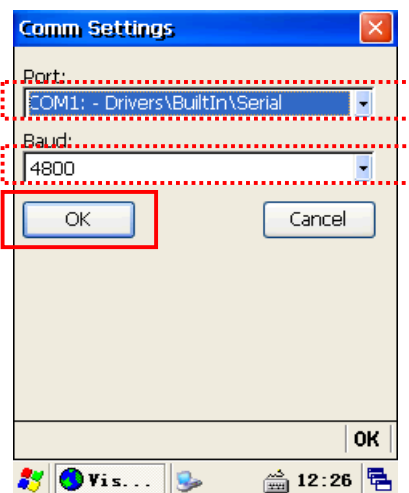 Comm Settings
Port:
COM1: - Drivers\BuiltIn\Serial
Baud:
4800
OK Cancel
OK
Vis... 12:26